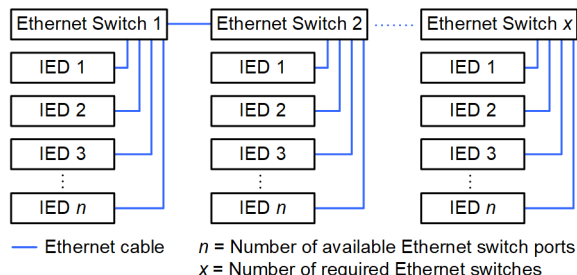 Ethernet Switch 1 Ethernet Switch 2 Ethernet Switch x
IED 1 IED 1 IED 1
IED 2 IED 2 IED 2
IED 3 IED 3 IED 3
IED n IED n IED n
Ethernet cable n = Number of available Ethernet switch ports
x = Number of required Ethernet switches